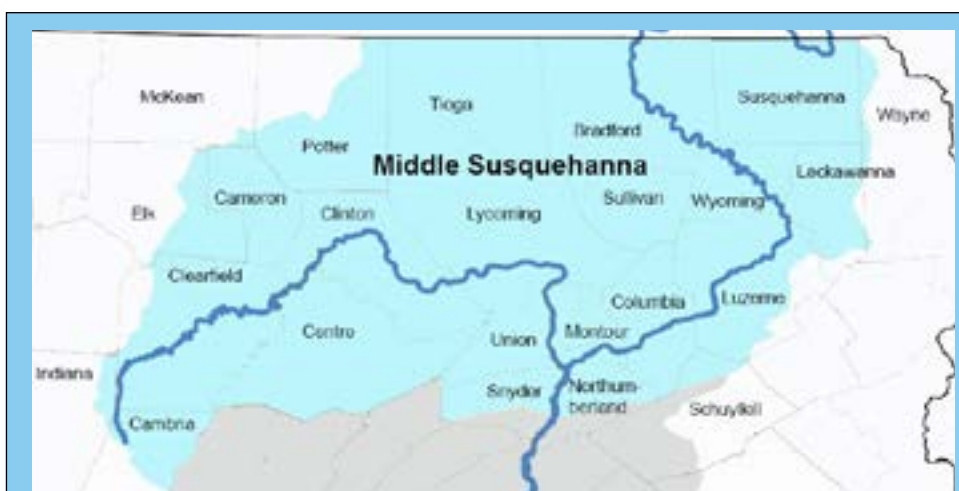 McKean
Tioga
Susquehanna
Wayne
Bradford
Potter
Middle Susquehanna
Lackawanna
Cameron
Sullivan
Wyoming
Elk
Clinton
Lycoming
Clearfield
Columbia
Luzerne
Centre
Union
Montour
Indiana
Snyder
Northum-
berland
Schuylkill
Cambria